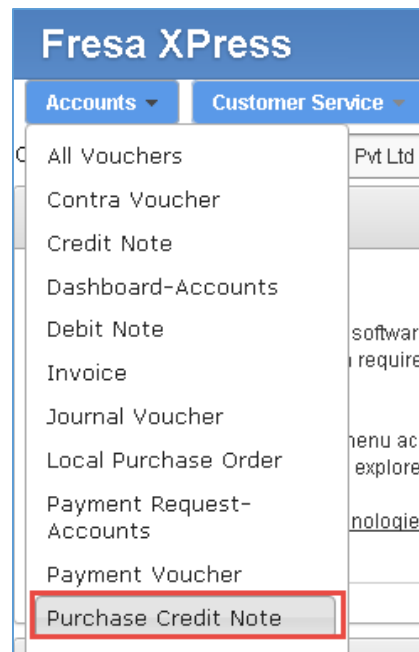 Fresa XPress
Accounts Customer Service
All Vouchers
Pvt Ltd
Contra Voucher
Credit Note
Dashboard-Accounts
Debit Note
Invoice
Journal Voucher
Local Purchase Order
explore
Payment Request-
Accounts
Payment Voucher
Purchase Credit Note